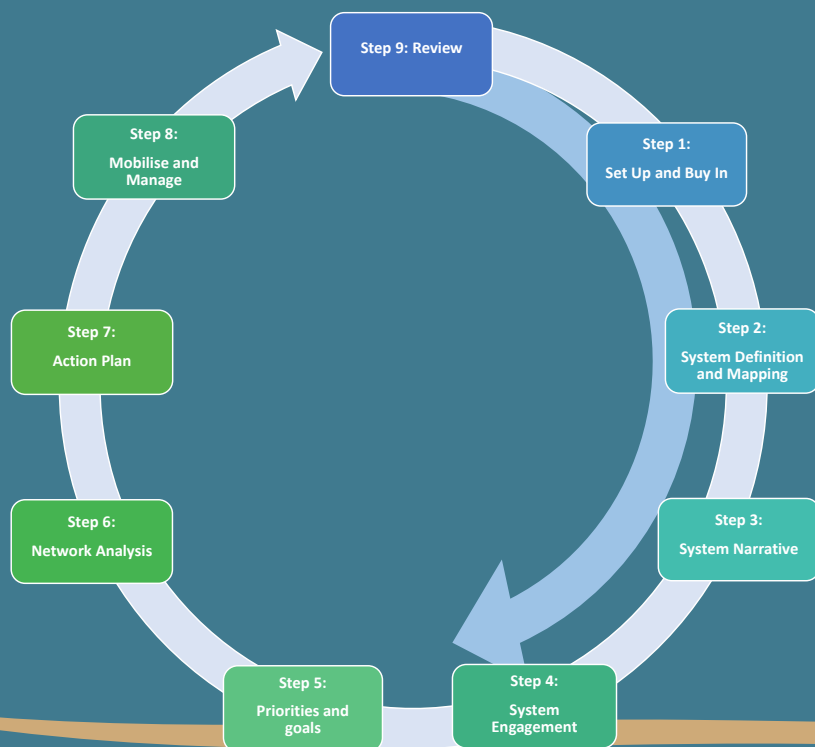 Step 9: Review
Step 1:
Set Up and Buy In
Step 2:
System Definition
and Mapping
Step 3:
System Narrative
Step 4:
System
Engagement
Step 5:
Priorities and
goals
Step 6:
Network Analysis
Step 7:
Action Plan
Step 8:
Mobilise and
Manage